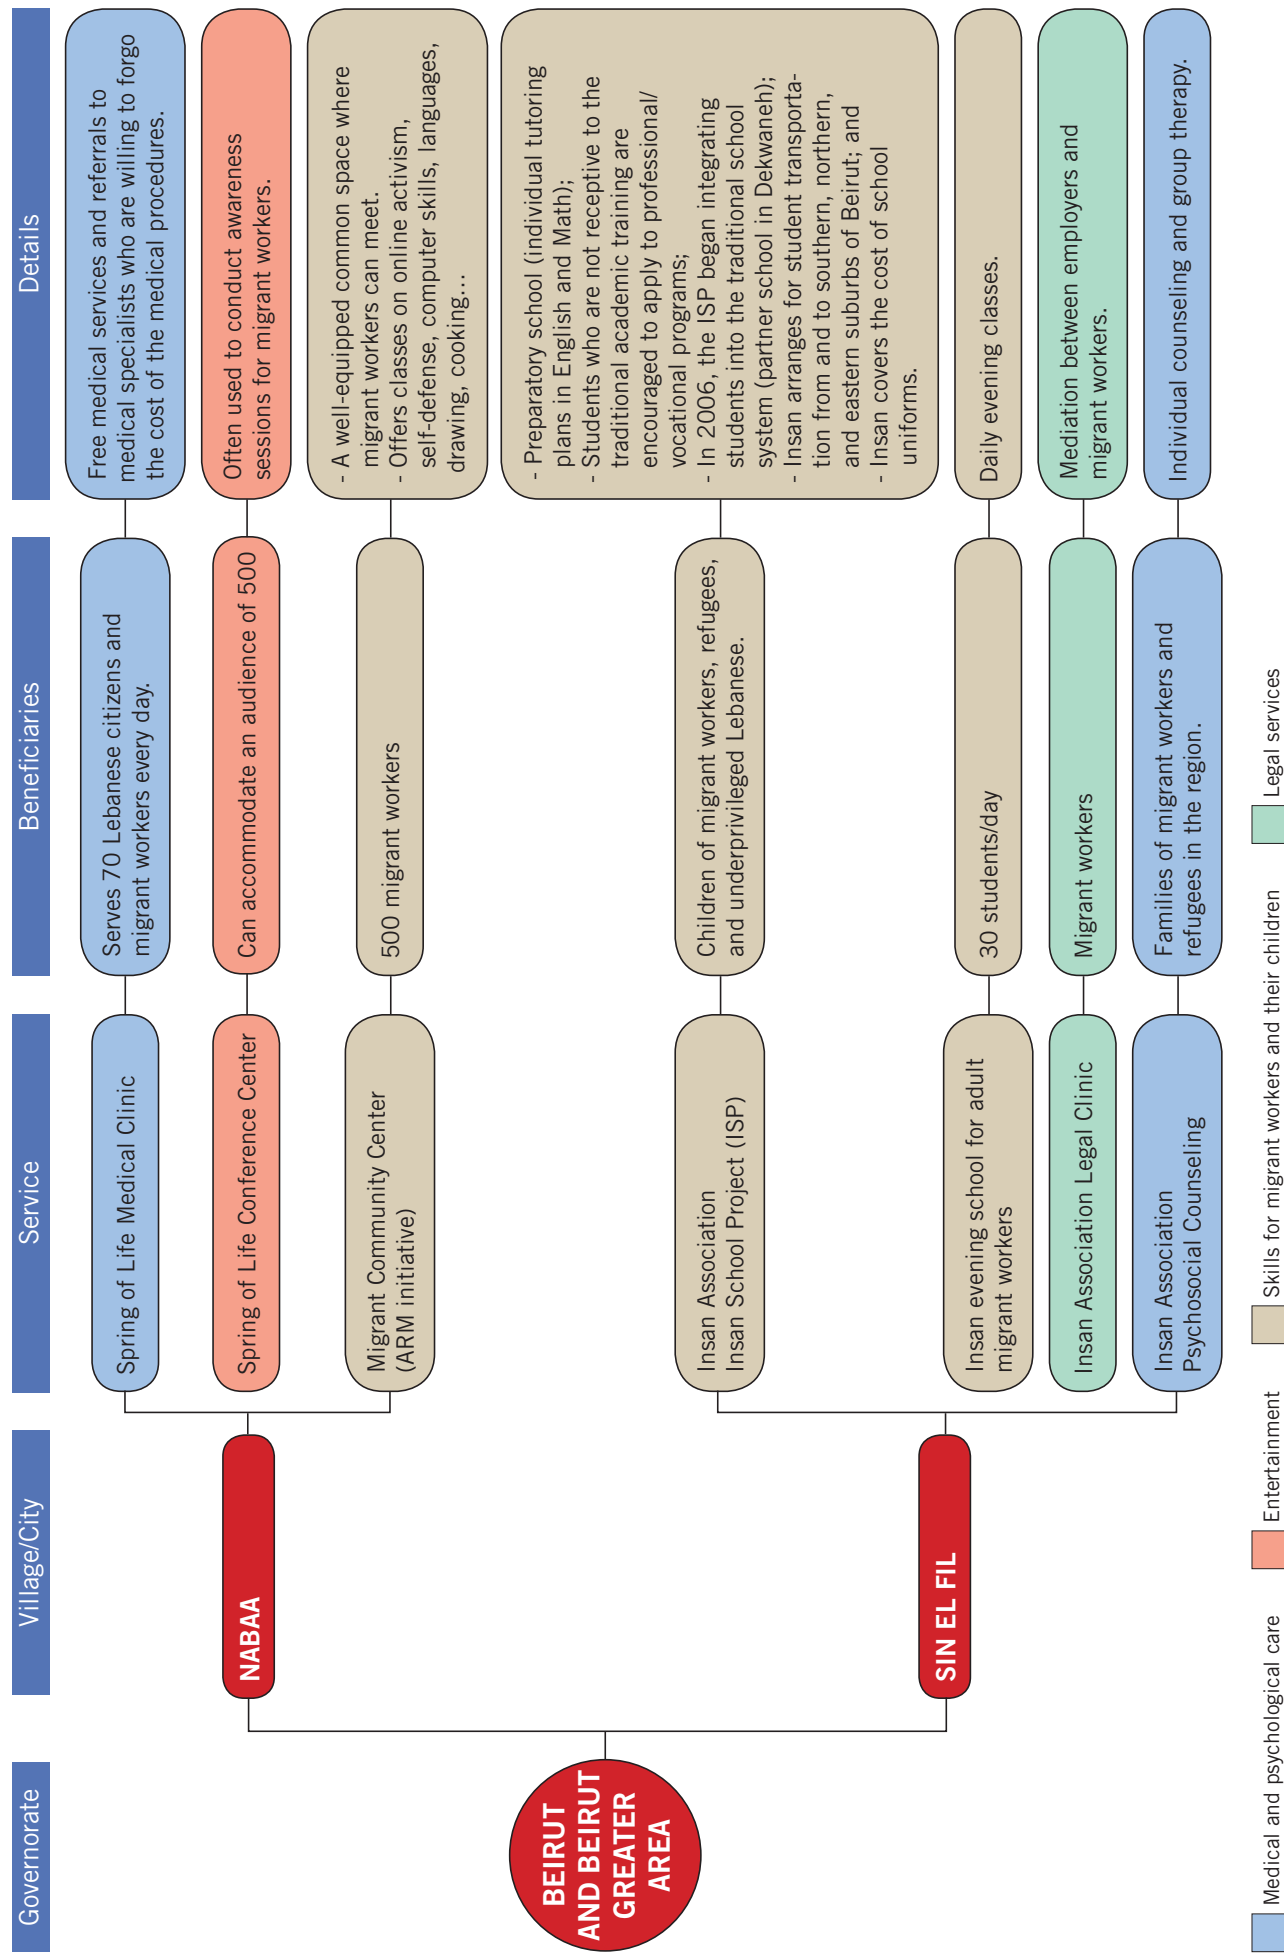 Governorate
Village/City
Service
Beneficiaries
Details
BEIRUT
AND BEIRUT
GREATER
AREA
NABAA
Spring of Life Medical Clinic
Serves 70 Lebanese citizens and
migrant workers every day.
Free medical services and referrals to
medical specialists who are willing to forgo
the cost of the medical procedures.
Spring of Life Conference Center
Can accommodate an audience of 500
Often used to conduct awareness
sessions for migrant workers.
Migrant Community Center
(ARM initiative)
500 migrant workers
- A well-equipped common space where
migrant workers can meet.
- Offers classes on online activism,
self-defense, computer skills, languages,
drawing, cooking...
SIN EL FIL
Insan Association
Insan School Project (ISP)
Children of migrant workers, refugees,
and underprivileged Lebanese.
- Preparatory school (individual tutoring
plans in English and Math);
- Students who are not receptive to the
traditional academic training are
encouraged to apply to professional/
vocational programs;
- In 2006, the ISP began integrating
students into the traditional school
system (partner school in Dekwaneh);
- Insan arranges for student transporta-
tion from and to southern, northern,
and eastern suburbs of Beirut; and
- Insan covers the cost of school
uniforms.
Insan evening school for adult
migrant workers
30 students/day
Daily evening classes.
Insan Association Legal Clinic
Migrant workers
Mediation between employers and
migrant workers.
Insan Association
Psychosocial Counseling
Families of migrant workers and
refugees in the region.
Individual counseling and group therapy.
Medical and psychological care
Entertainment
Skills for migrant workers and their children
Legal services